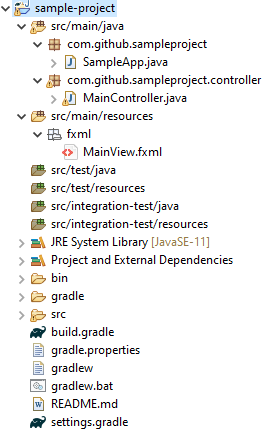 sample-project
src/main/java
com.github.sampleproject
SampleApp.java
com.github.sampleproject.controller
MainController.java
src/main/resources
fxml
MainView.fxml
src/test/java
src/test/resources
src/integration-test/java
src/integration-test/resources
JRE System Library [JavaSE-11]
Project and External Dependencies
bin
gradle
src
build.gradle
gradle.properties
gradlew
gradlew.bat
README.md
settings.gradle